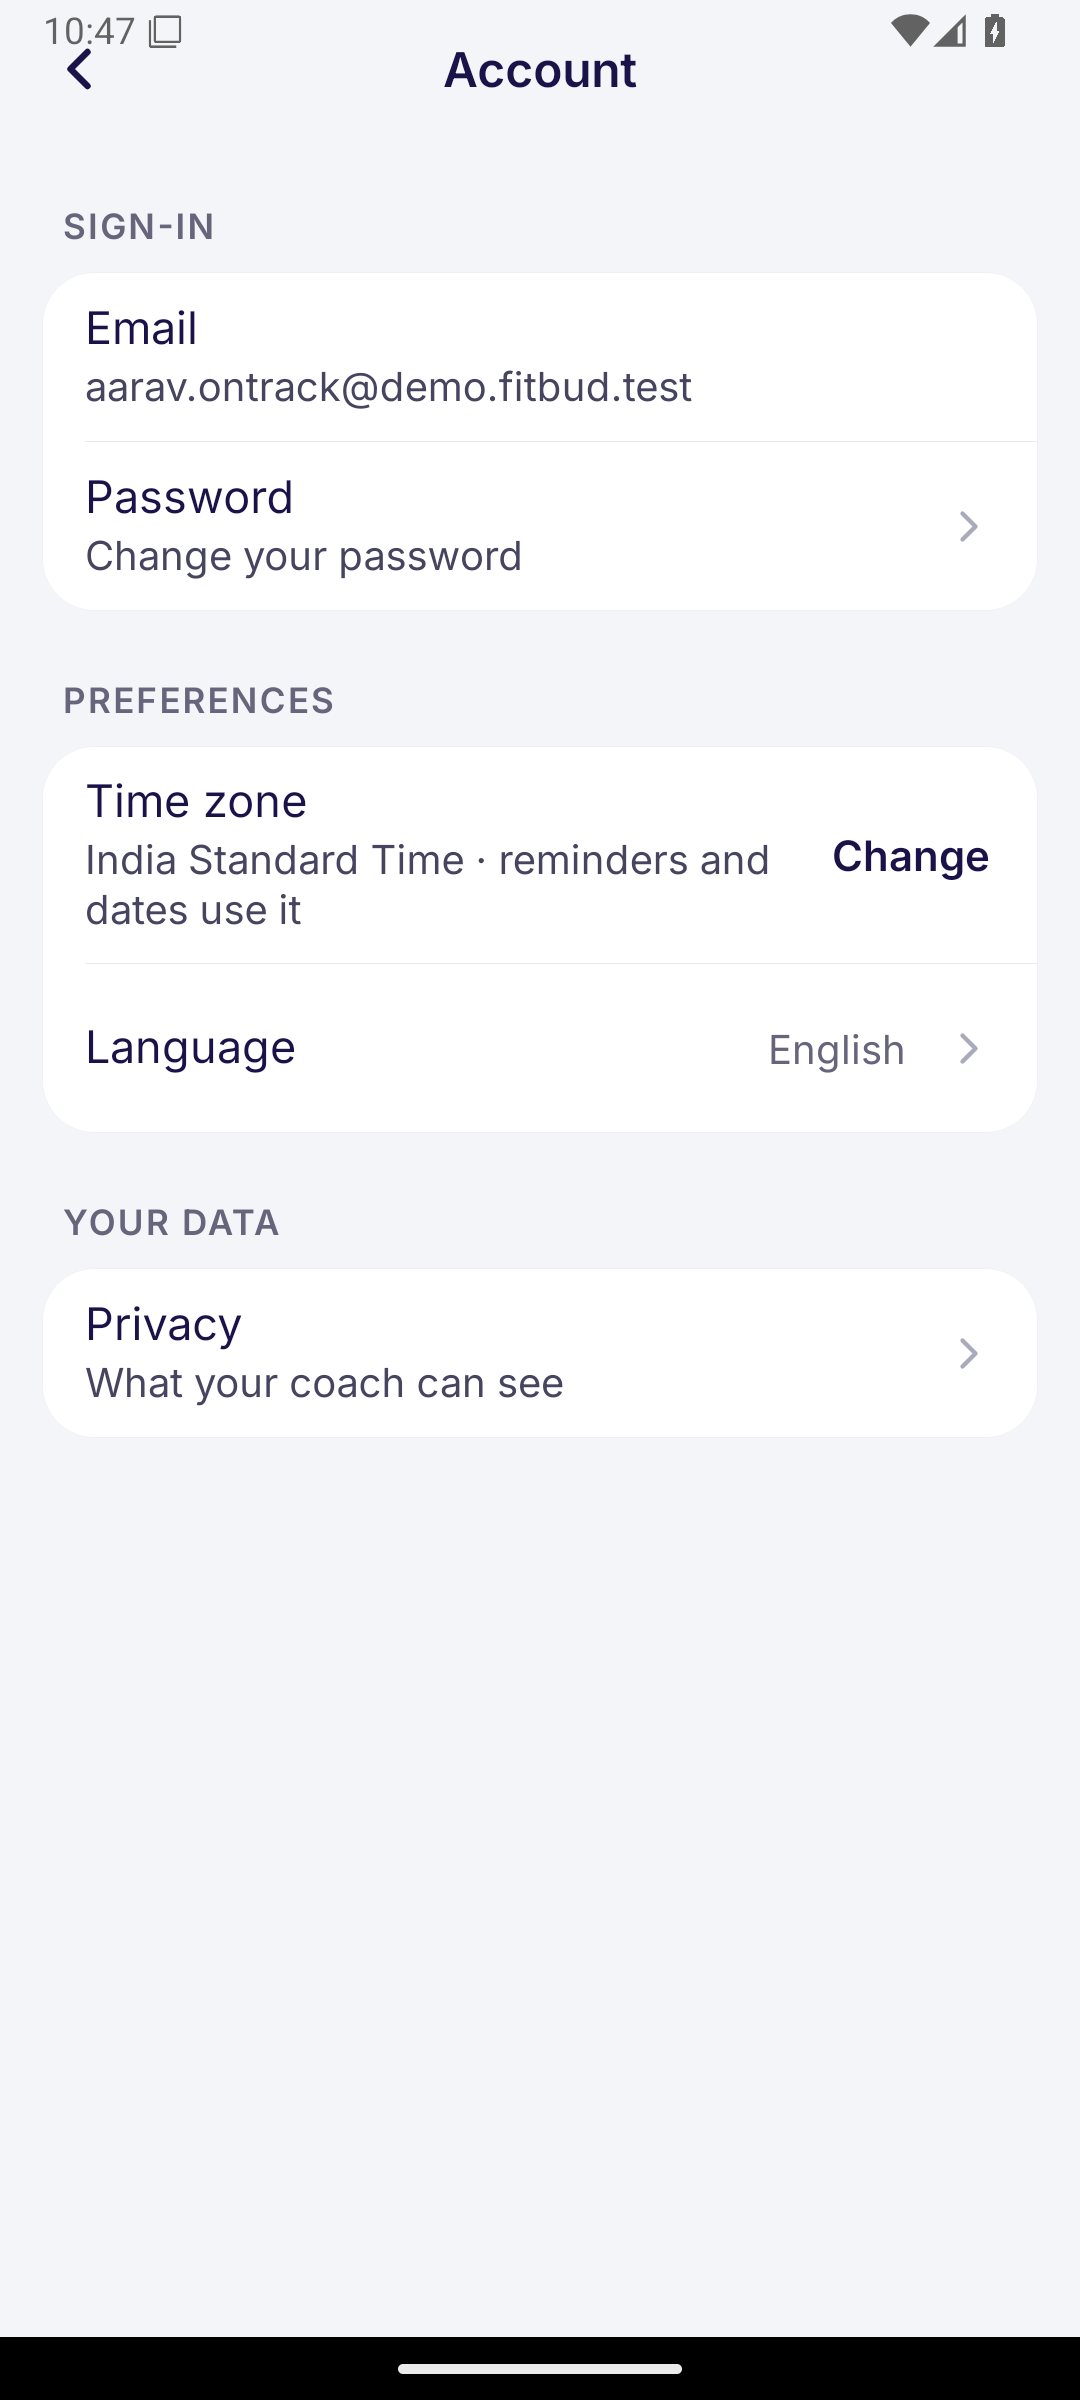 10:47
Account
SIGN-IN
Email
aarav.ontrack@demo.fitbud.test
Password
Change your password
PREFERENCES
Time zone
India Standard Time · reminders and
dates use it
Change
Language
English
YOUR DATA
Privacy
What your coach can see